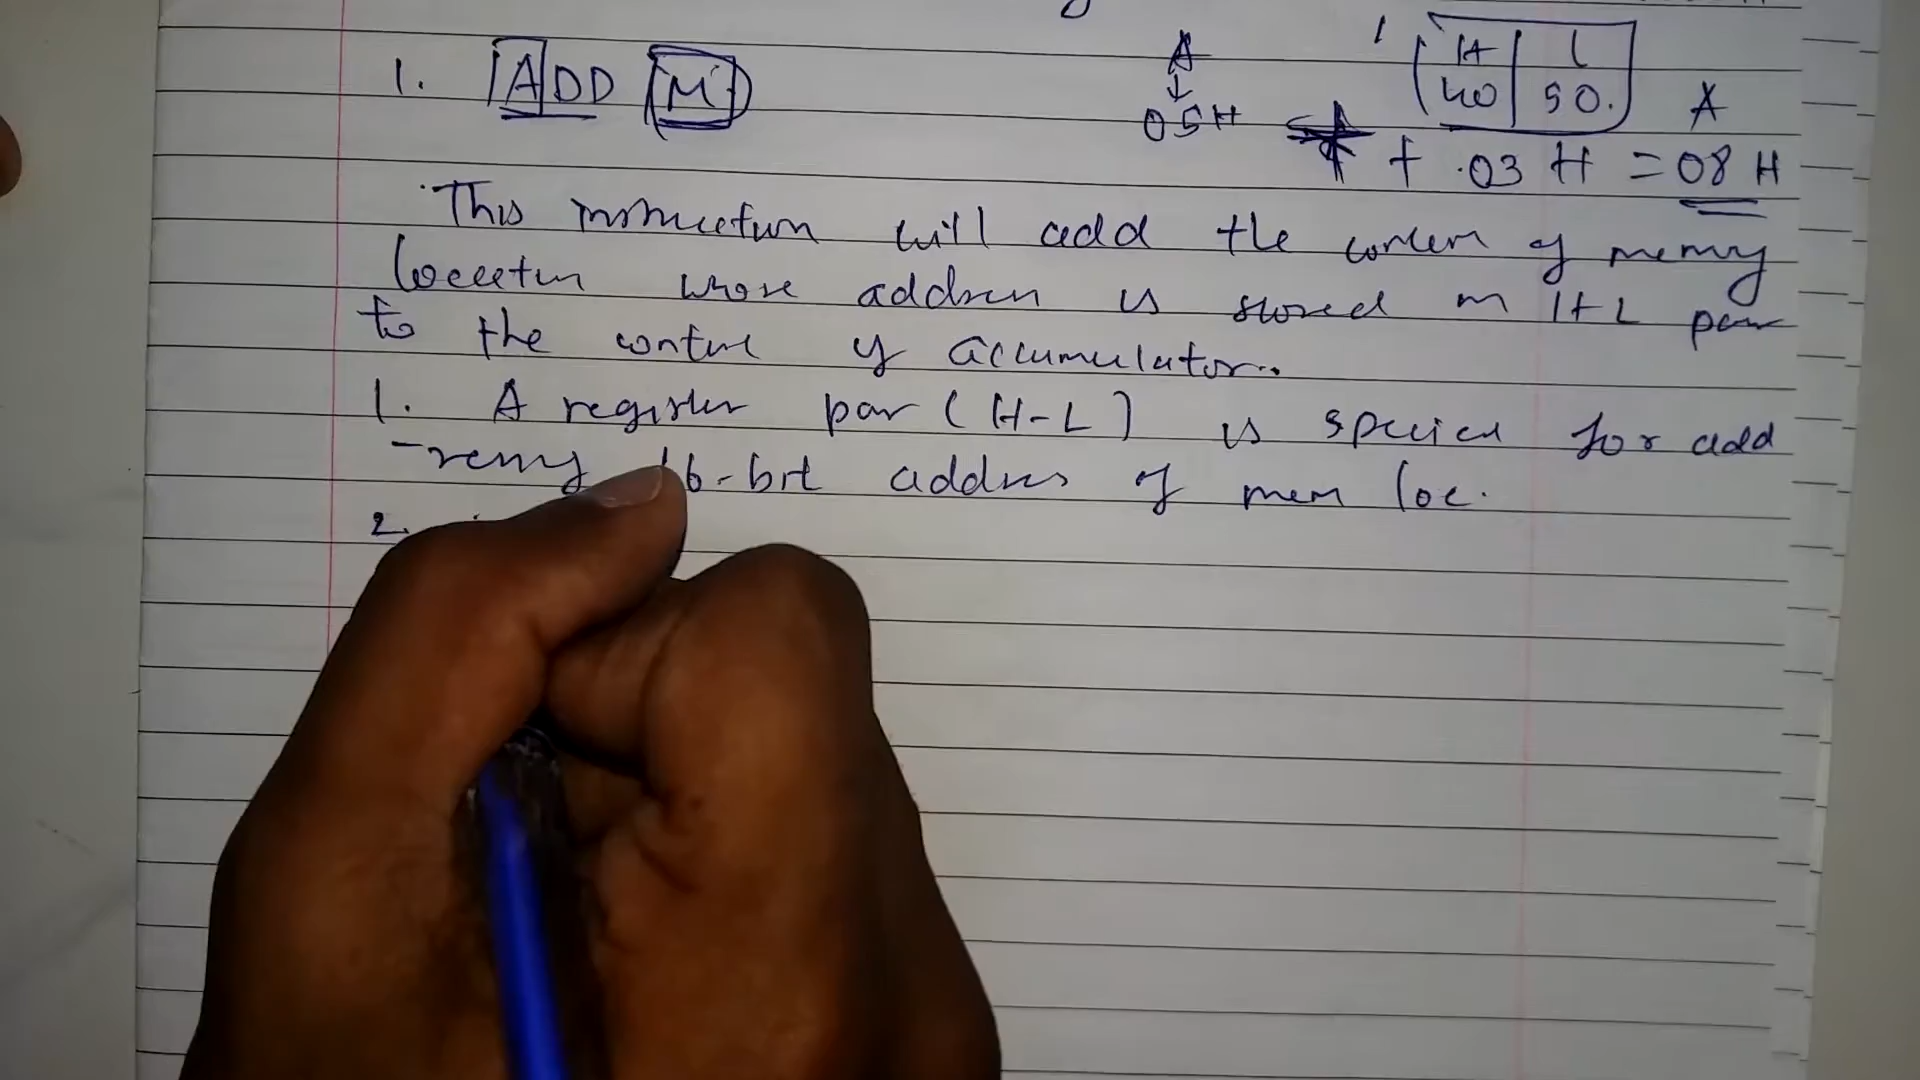 1. ADD M
A
05H
H L
40 50.
A
+ .03 H = 08 H
This instruction will add the content of memory
location whose address is stored in H L pair
to the content of accumulator..
1. A register pair (H-L) is special for add
-ressing 16-bit address of mem loc.
2.